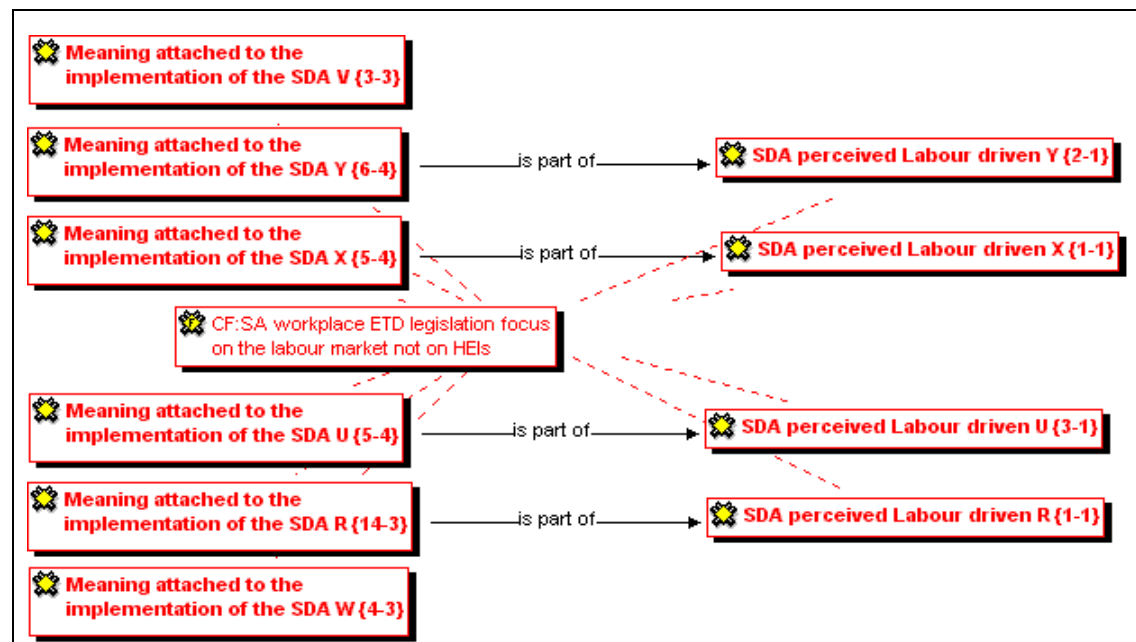 Meaning attached to the
implementation of the SDA V {3-3}
Meaning attached to the
implementation of the SDA Y {6-4}
is part of
SDA perceived Labour driven Y {2-1}
Meaning attached to the
implementation of the SDA X {5-4}
is part of
SDA perceived Labour driven X {1-1}
CF:SA workplace ETD legislation focus
on the labour market not on HEIs
Meaning attached to the
implementation of the SDA U {5-4}
is part of
SDA perceived Labour driven U {3-1}
Meaning attached to the
implementation of the SDA R {14-3}
is part of
SDA perceived Labour driven R {1-1}
Meaning attached to the
implementation of the SDA W {4-3}